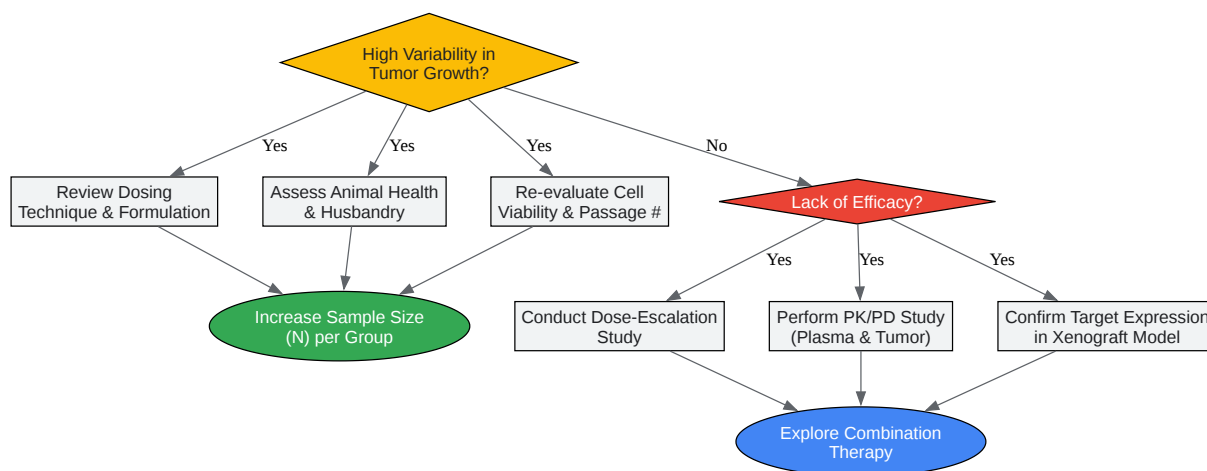 High Variability in
Tumor Growth?
Yes
Yes
Yes
No
Review Dosing
Technique & Formulation
Assess Animal Health
& Husbandry
Re-evaluate Cell
Viability & Passage #
Lack of Efficacy?
Yes
Yes
Yes
Increase Sample Size
(N) per Group
Conduct Dose-Escalation
Study
Perform PK/PD Study
(Plasma & Tumor)
Confirm Target Expression
in Xenograft Model
Explore Combination
Therapy